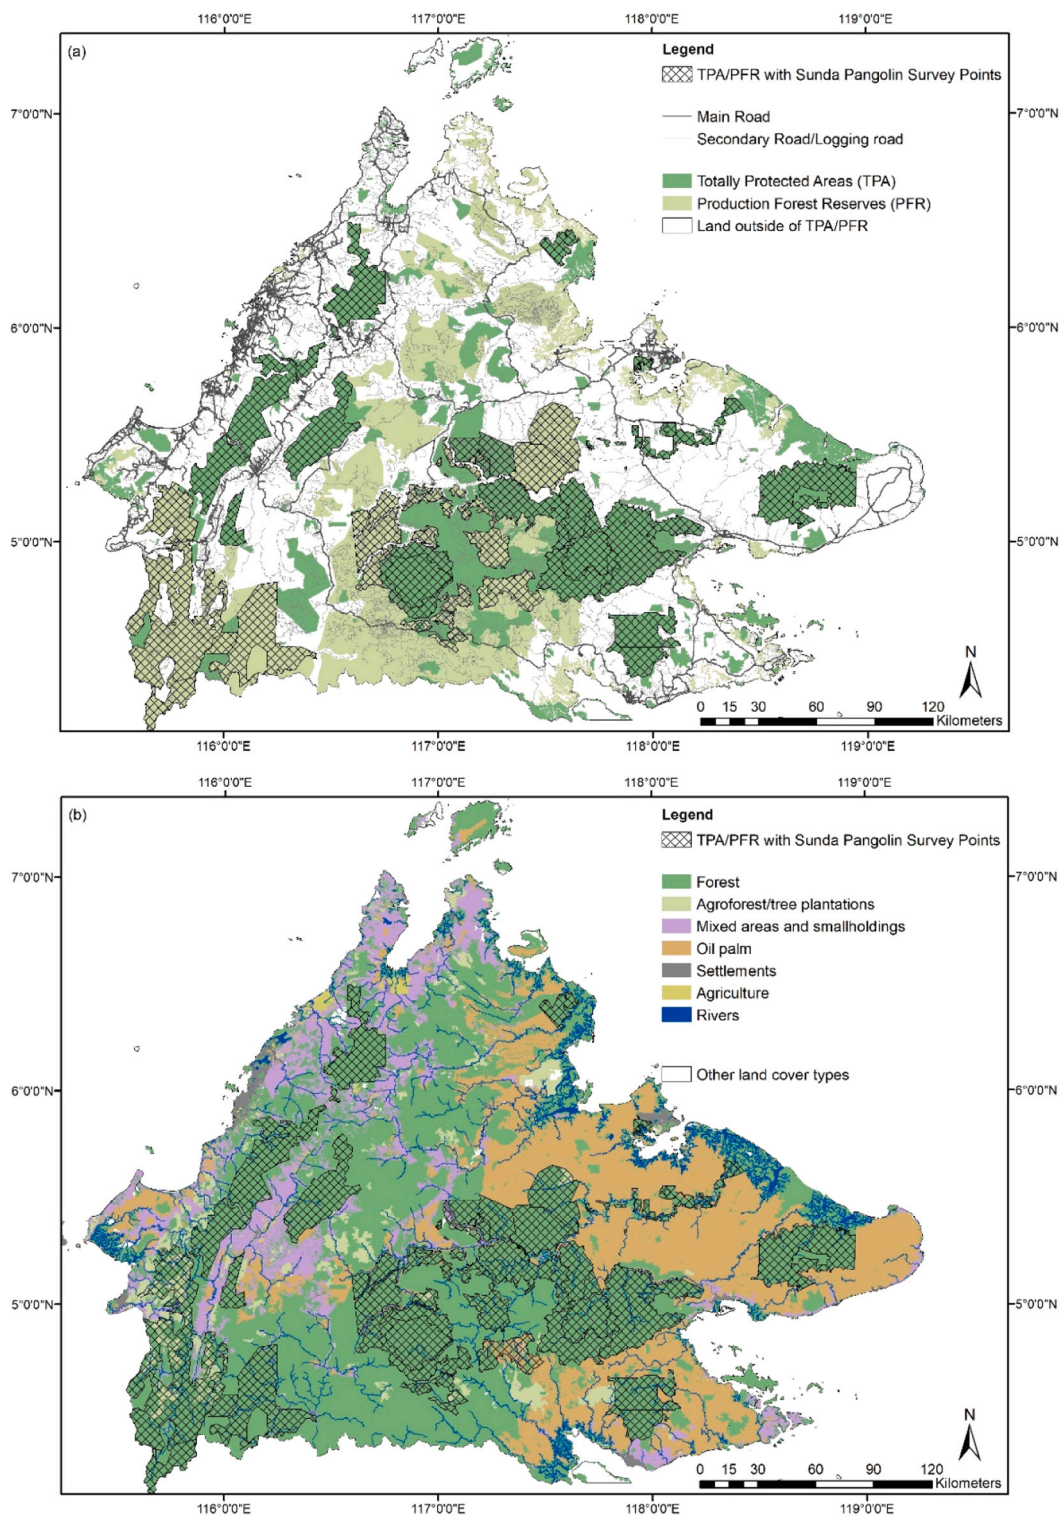 116°0'0"E 117°0'0"E 118°0'0"E 119°0'0"E
(a)
Legend
TPA/PFR with Sunda Pangolin Survey Points
Main Road
Secondary Road/Logging road
Totally Protected Areas (TPA)
Production Forest Reserves (PFR)
Land outside of TPA/PFR
7°0'0"N 7°0'0"N
6°0'0"N 6°0'0"N
5°0'0"N 5°0'0"N
N
0 15 30 60 90 120
Kilometers
116°0'0"E 117°0'0"E 118°0'0"E 119°0'0"E
116°0'0"E 117°0'0"E 118°0'0"E 119°0'0"E
(b)
Legend
TPA/PFR with Sunda Pangolin Survey Points
Forest
Agroforest/tree plantations
Mixed areas and smallholdings
Oil palm
Settlements
Agriculture
Rivers
Other land cover types
7°0'0"N 7°0'0"N
6°0'0"N 6°0'0"N
5°0'0"N 5°0'0"N
N
0 15 30 60 90 120
Kilometers
116°0'0"E 117°0'0"E 118°0'0"E 119°0'0"E